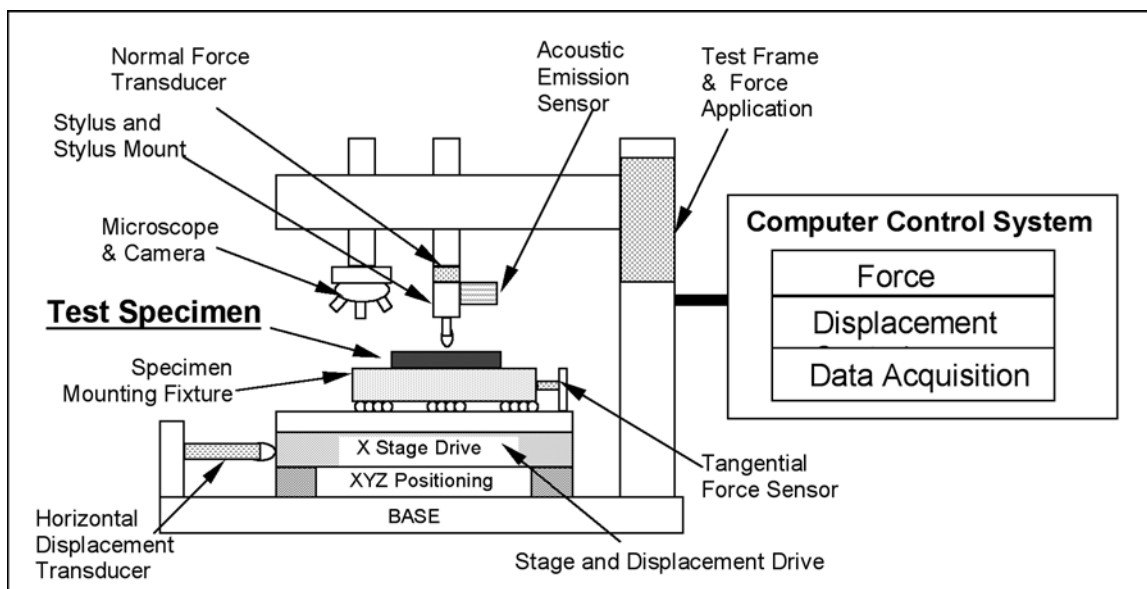 Normal Force
Transducer
Acoustic
Emission
Sensor
Test Frame
& Force
Application
Stylus and
Stylus Mount
Microscope
& Camera
Computer Control System
Force
Displacement
Data Acquisition
Test Specimen
Specimen
Mounting Fixture
X Stage Drive
XYZ Positioning
BASE
Tangential
Force Sensor
Horizontal
Displacement
Transducer
Stage and Displacement Drive